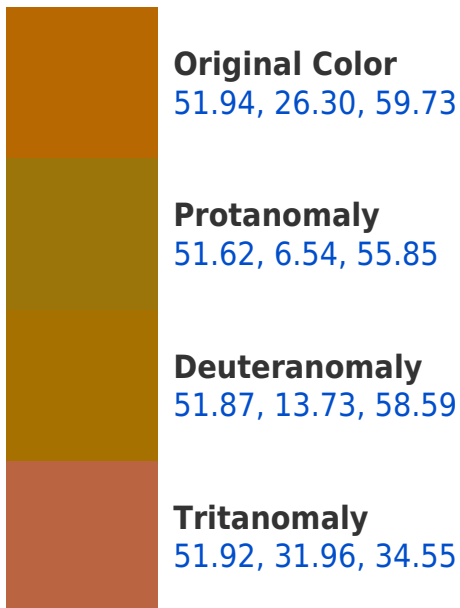 Original Color
51.94, 26.30, 59.73
Protanomaly
51.62, 6.54, 55.85
Deuteranomaly
51.87, 13.73, 58.59
Tritanomaly
51.92, 31.96, 34.55